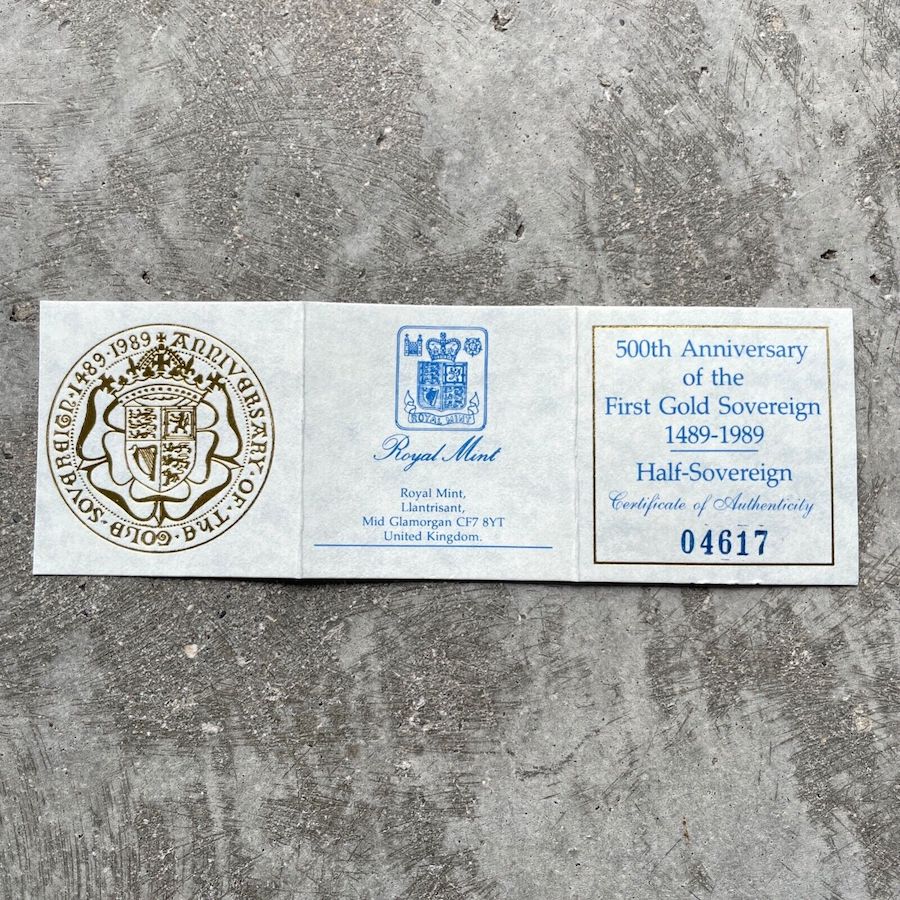 ANNIVERSARY · OF · THE · GOLD · SOVEREIGN · 1489 · 1989
ROYAL MINT
Royal Mint
Royal Mint,
Llantrisant,
Mid Glamorgan CF7 8YT
United Kingdom.
500th Anniversary
of the
First Gold Sovereign
1489-1989
Half-Sovereign
Certificate of Authenticity
04617